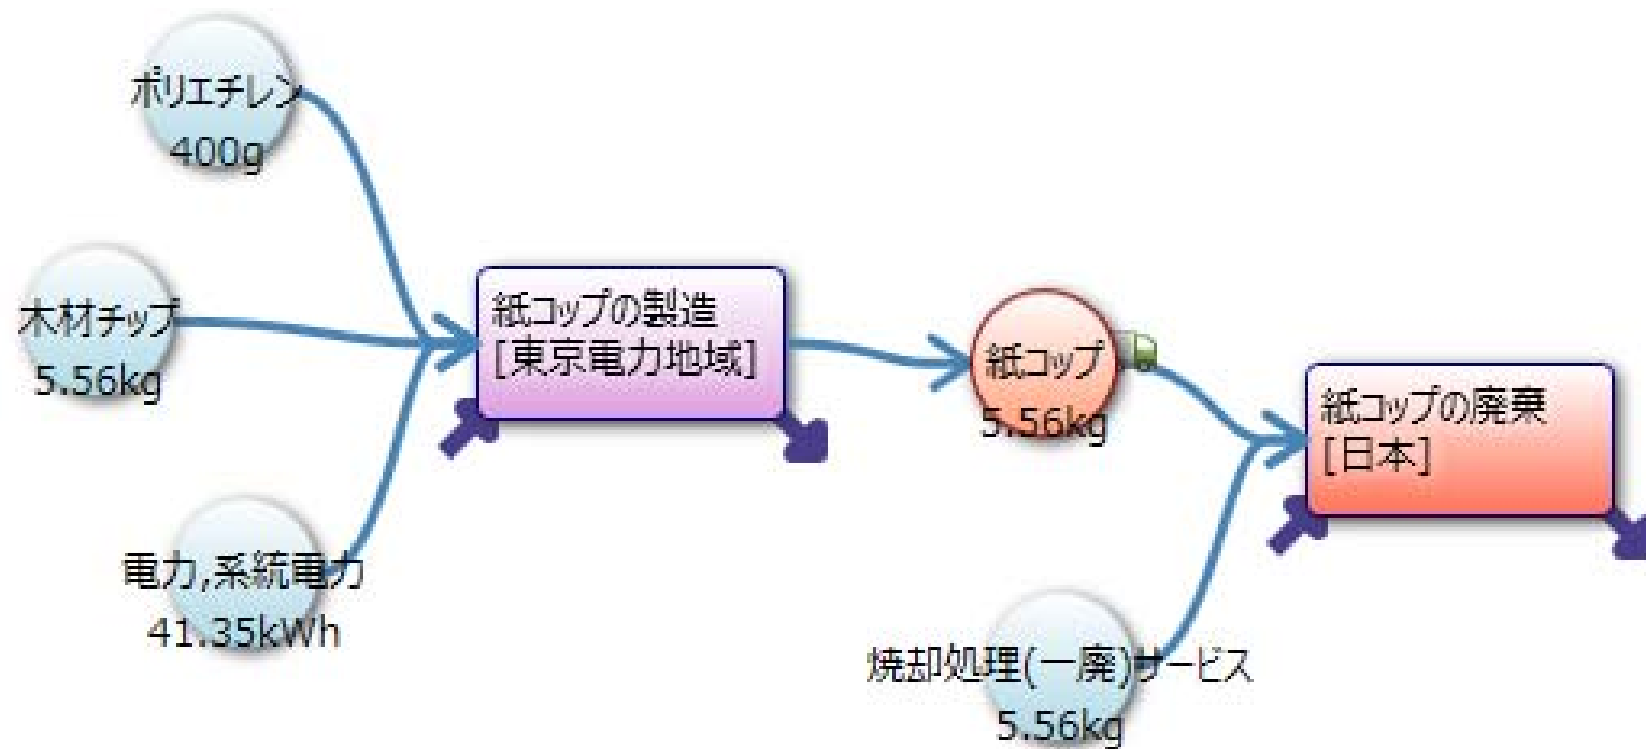 ポリエチレン
400g
木材チップ
5.56kg
電力,系統電力
41.35kWh
紙コップの製造
[東京電力地域]
紙コップ
5.56kg
紙コップの廃棄
[日本]
焼却処理(一廃)サービス
5.56kg